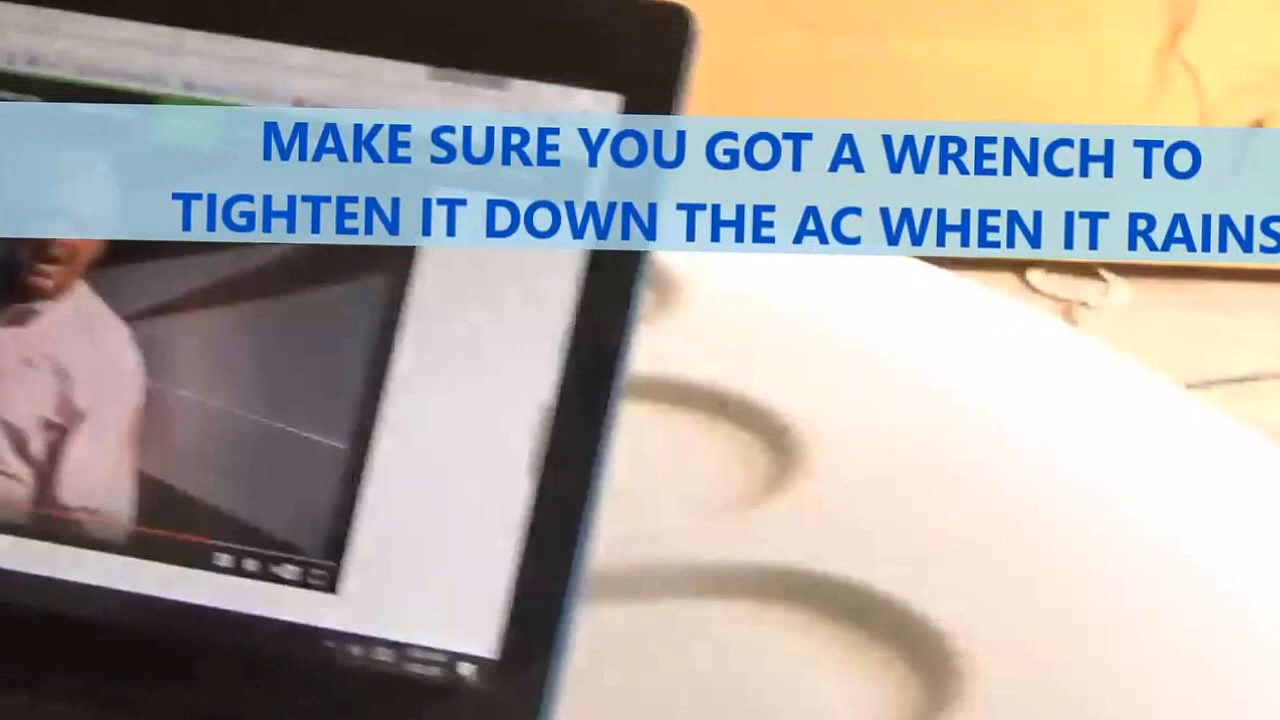 MAKE SURE YOU GOT A WRENCH TO
TIGHTEN IT DOWN THE AC WHEN IT RAINS